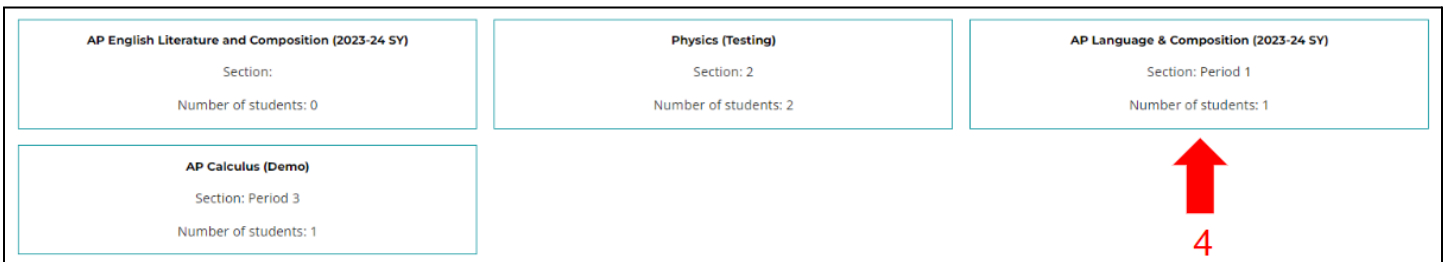 AP English Literature and Composition (2023-24 SY)
Section:
Number of students: 0
Physics (Testing)
Section: 2
Number of students: 2
AP Language & Composition (2023-24 SY)
Section: Period 1
Number of students: 1
AP Calculus (Demo)
Section: Period 3
Number of students: 1
4